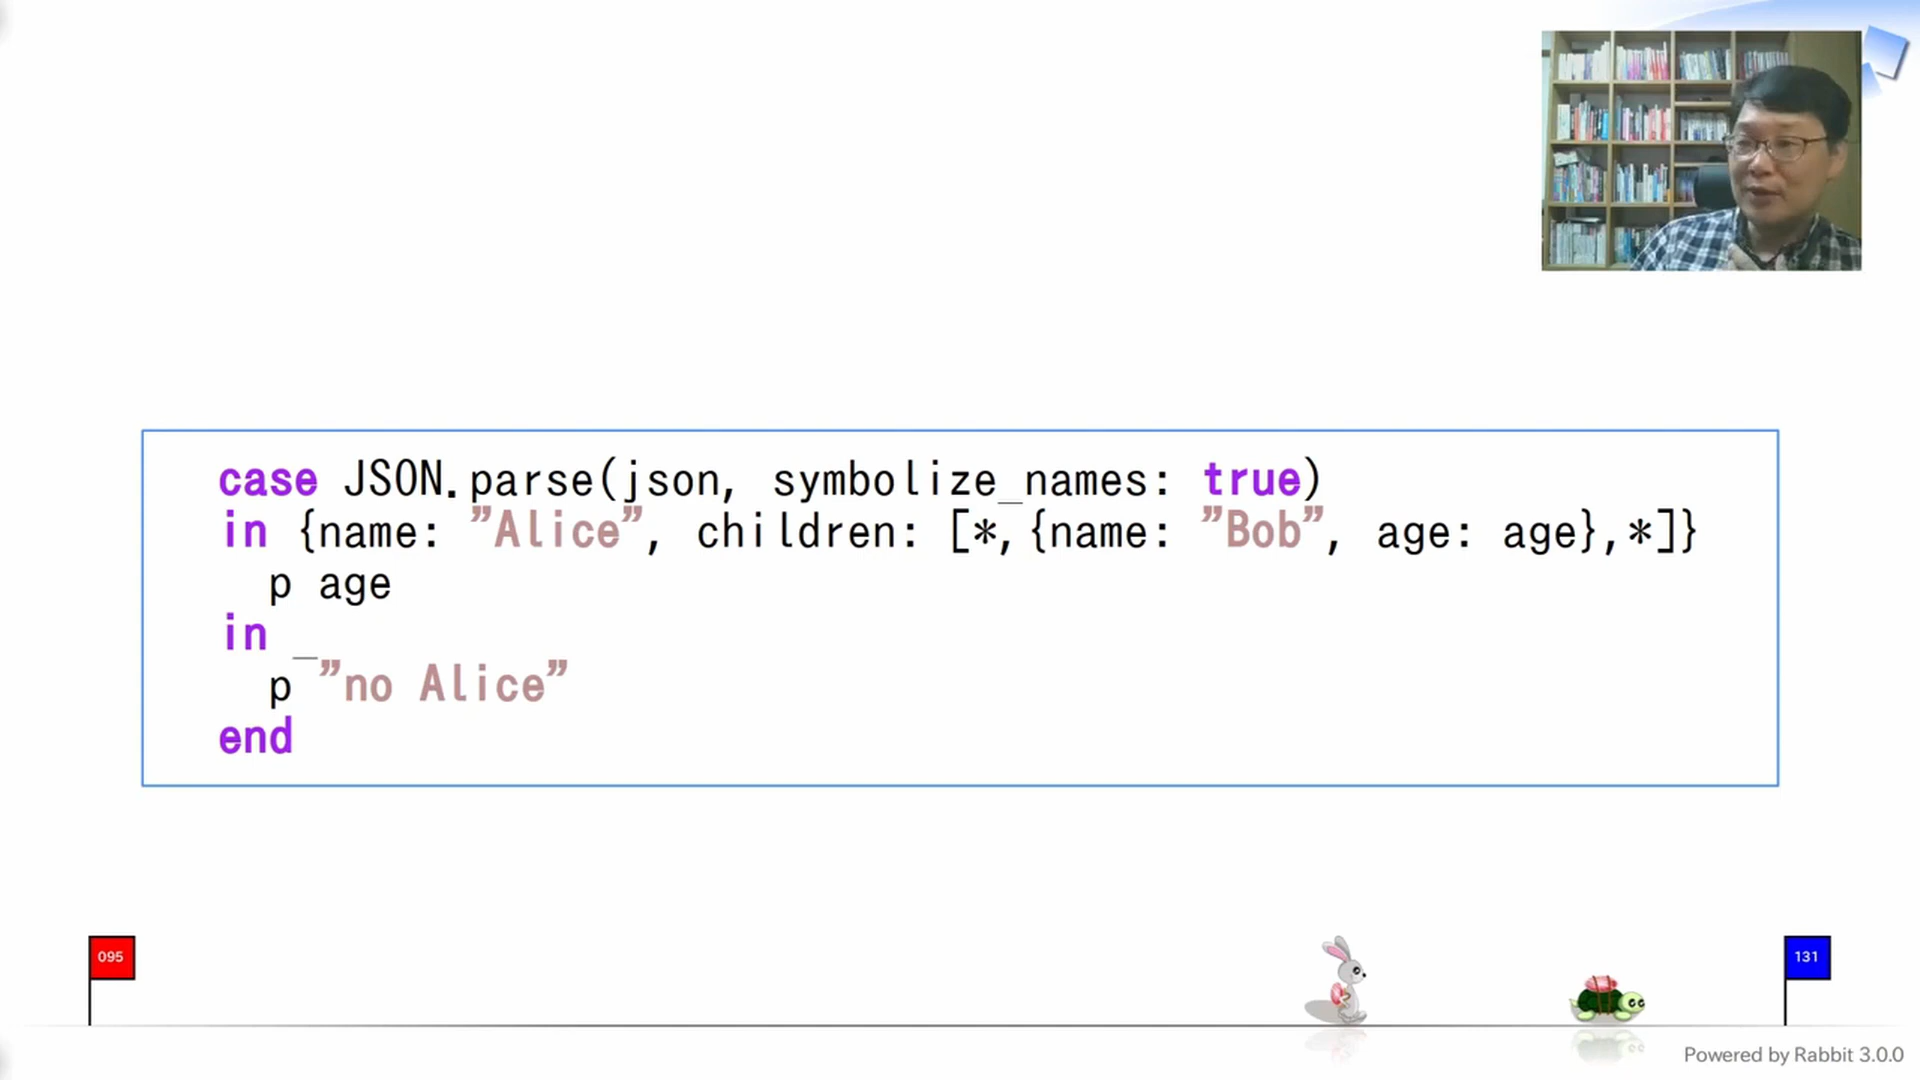 case JSON.parse(json, symbolize_names: true)
in {name: "Alice", children: [*,{name: "Bob", age: age},*]}
  p age
in _
  p "no Alice"
end
095
131
Powered by Rabbit 3.0.0